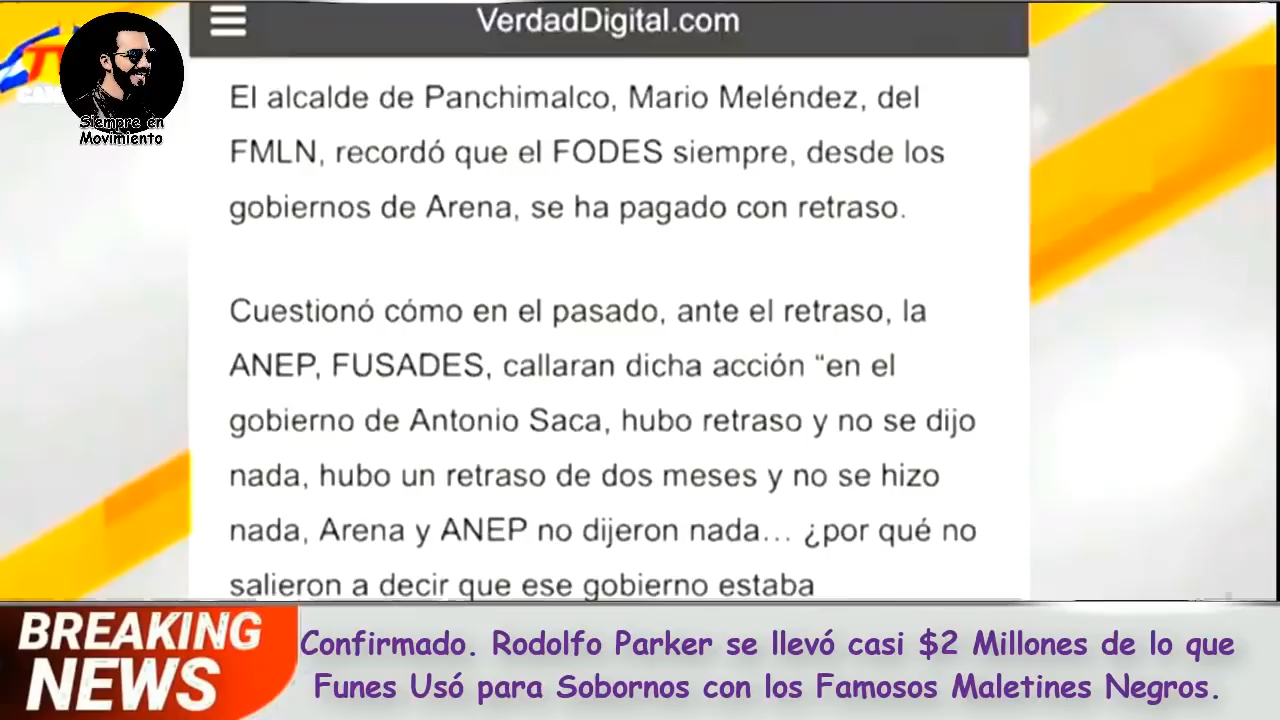 VerdadDigital.com
Siempre en
Movimiento
El alcalde de Panchimalco, Mario Meléndez, del
FMLN, recordó que el FODES siempre, desde los
gobiernos de Arena, se ha pagado con retraso.
Cuestionó cómo en el pasado, ante el retraso, la
ANEP, FUSADES, callaran dicha acción “en el
gobierno de Antonio Saca, hubo retraso y no se dijo
nada, hubo un retraso de dos meses y no se hizo
nada, Arena y ANEP no dijeron nada… ¿por qué no
salieron a decir que ese gobierno estaba
BREAKING
NEWS
Confirmado. Rodolfo Parker se llevó casi $2 Millones de lo que
Funes Usó para Sobornos con los Famosos Maletines Negros.